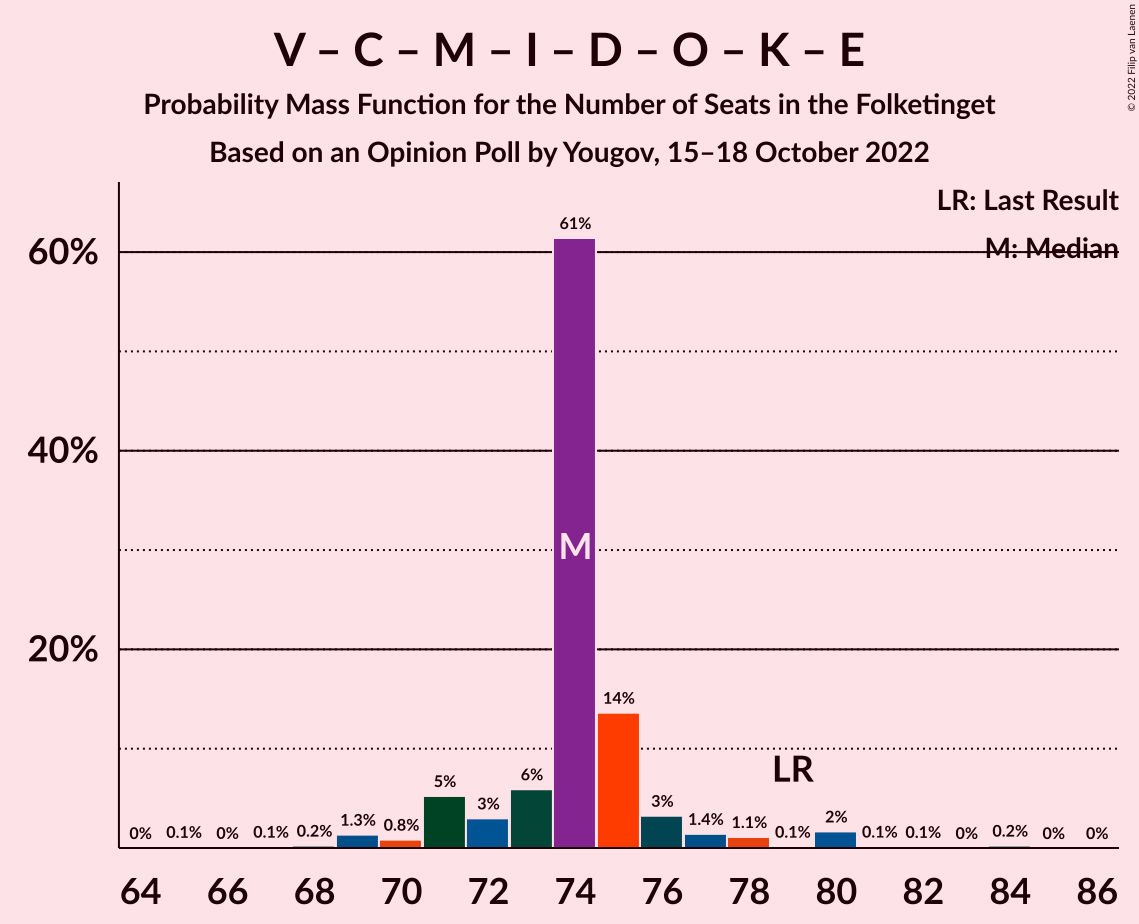 V – C – M – I – D – O – K – E
Probability Mass Function for the Number of Seats in the Folketinget
Based on an Opinion Poll by Yougov, 15–18 October 2022
© 2022 Filip van Laenen
LR: Last Result
M: Median
60%
40%
20%
0% 0.1% 0% 0.1% 0.2% 1.3% 0.8% 5% 3% 6% 61% 14% 3% 1.4% 1.1% 0.1% 2% 0.1% 0.1% 0% 0.2% 0% 0%
M
LR
64 66 68 70 72 74 76 78 80 82 84 86